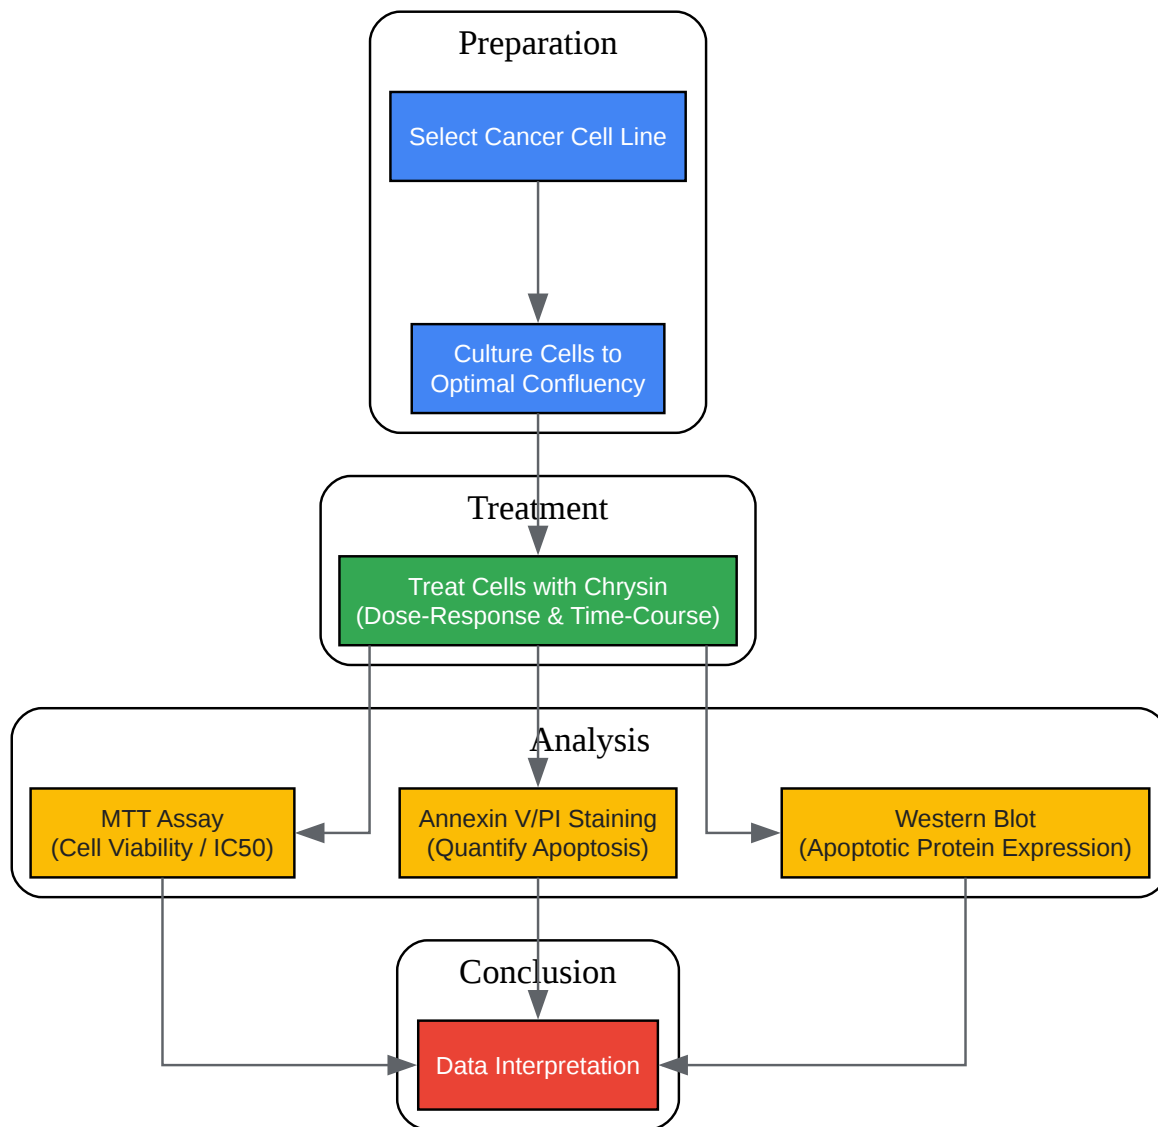 Preparation
Select Cancer Cell Line
Culture Cells to
Optimal Confluency
Treatment
Treat Cells with Chrysin
(Dose-Response & Time-Course)
Analysis
MTT Assay
(Cell Viability / IC50)
Annexin V/PI Staining
(Quantify Apoptosis)
Western Blot
(Apoptotic Protein Expression)
Conclusion
Data Interpretation